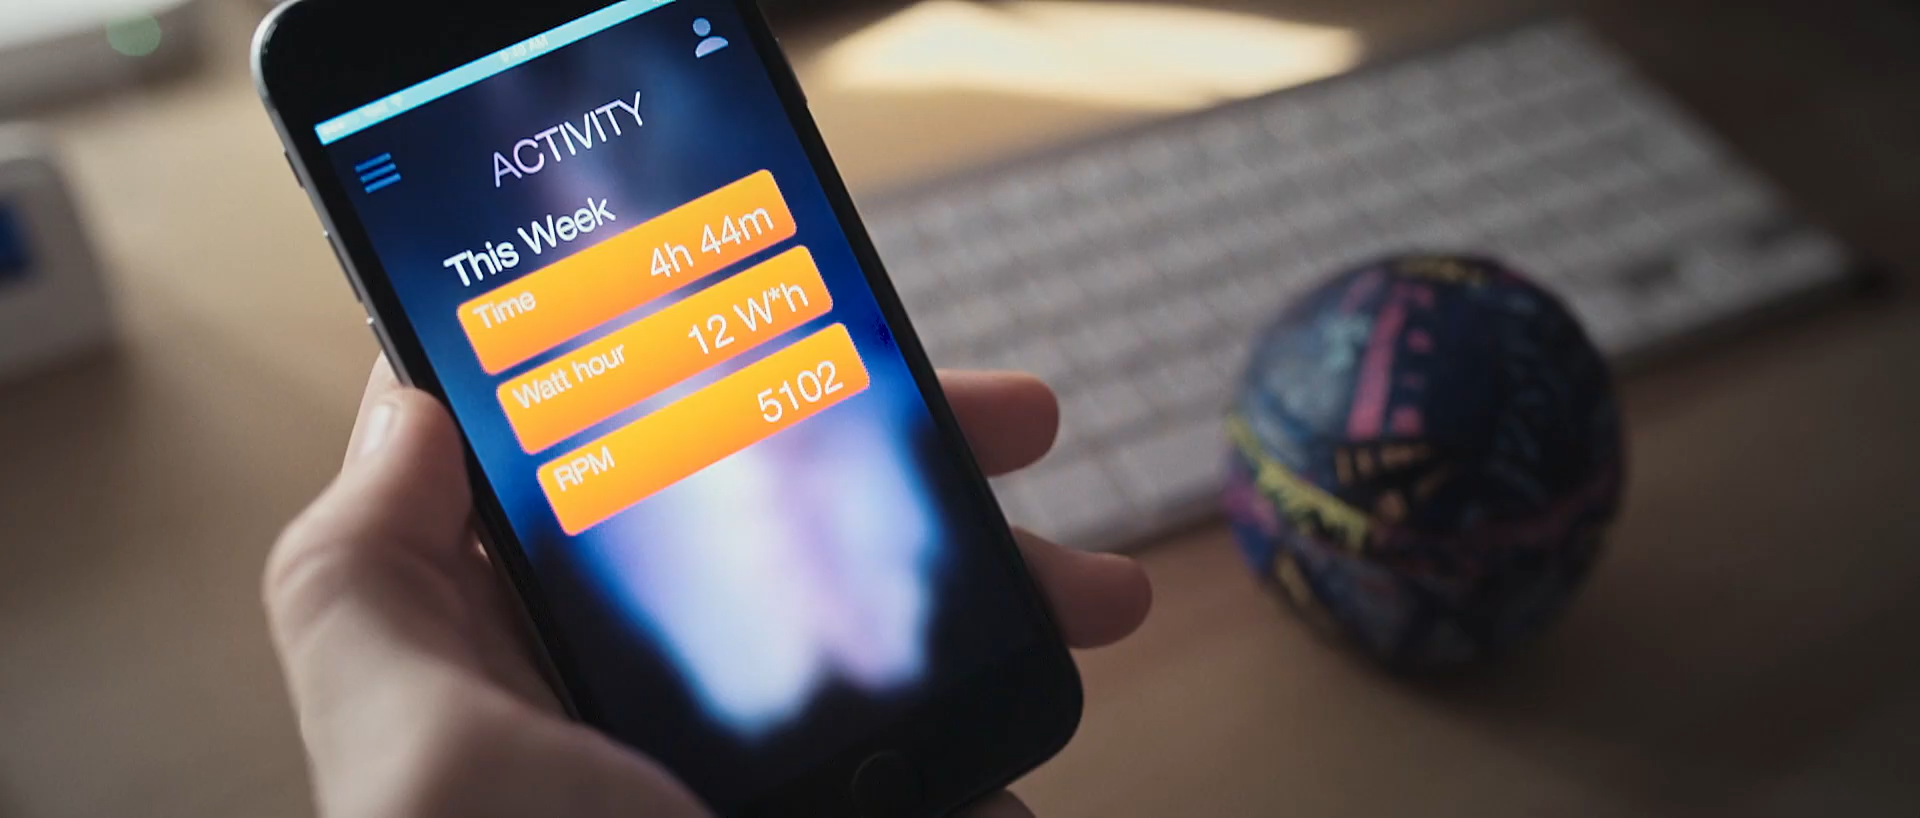 ACTIVITY
This Week
Time 4h 44m
Watt hour 12 W*h
RPM 5102